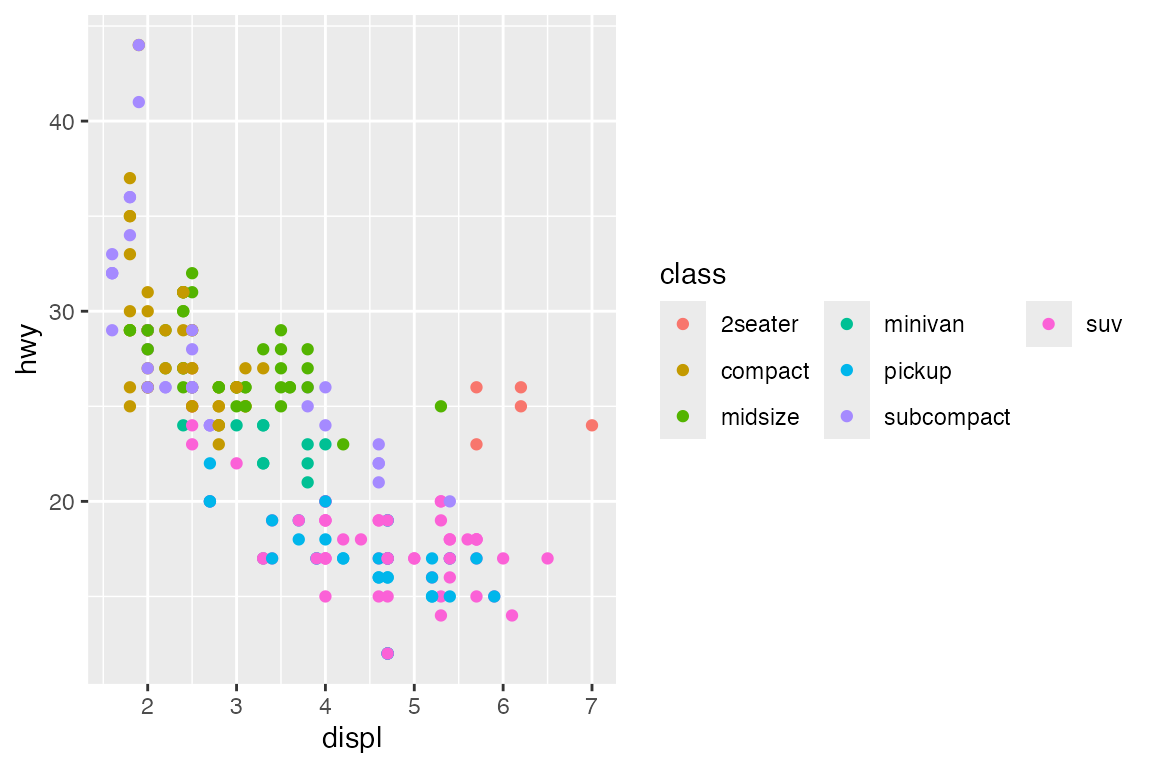 40
30
20
hwy
2 3 4 5 6 7
displ
class
2seater minivan suv
compact pickup
midsize subcompact